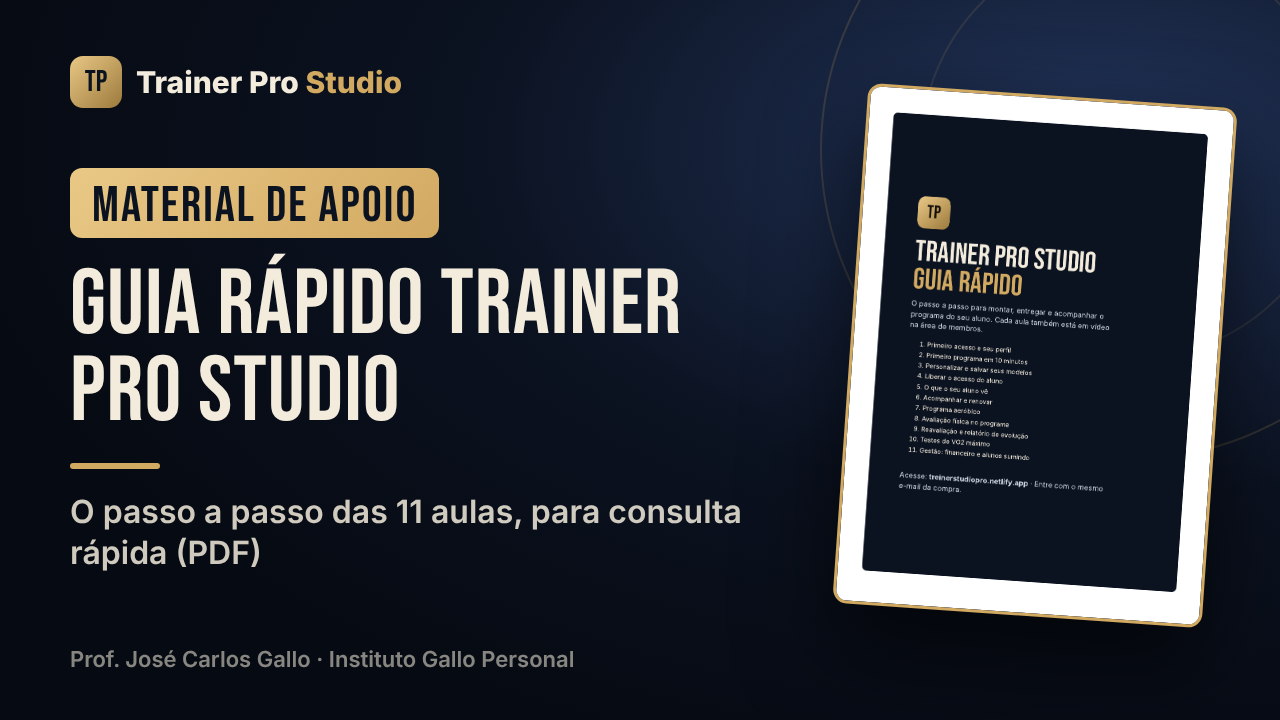 TP
Trainer Pro Studio
MATERIAL DE APOIO
GUIA RÁPIDO TRAINER
PRO STUDIO
O passo a passo das 11 aulas, para consulta
rápida (PDF)
Prof. José Carlos Gallo · Instituto Gallo Personal
TP
TRAINER PRO STUDIO
GUIA RÁPIDO
O passo a passo para montar, entregar e acompanhar o
programa do seu aluno. Cada aula também está em vídeo
na área de membros.
1. Primeiro acesso e seu perfil
2. Primeiro programa em 10 minutos
3. Personalizar e salvar seus modelos
4. Liberar o acesso do aluno
5. O que o seu aluno vê
6. Acompanhar e renovar
7. Programa aeróbico
8. Avaliação física no programa
9. Reavaliação e relatório de evolução
10. Testes de VO2 máximo
11. Gestão: financeiro e alunos sumindo
Acesse: treinerstudiopro.netlify.app · Entre com o mesmo
e-mail da compra.